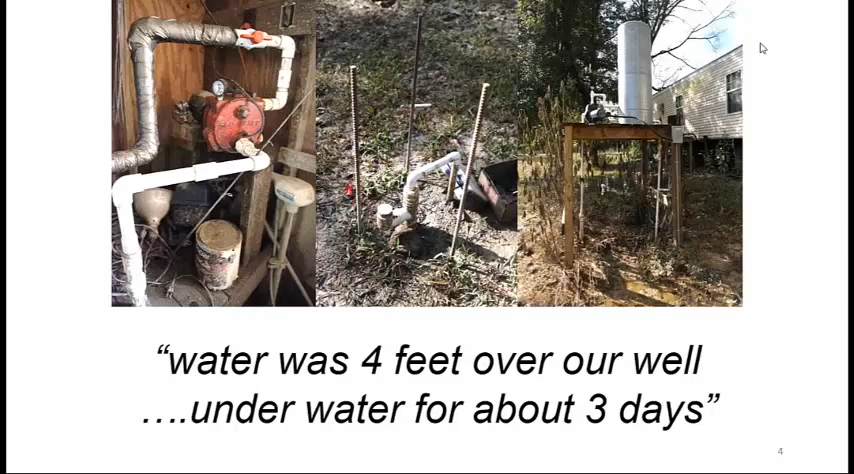 “water was 4 feet over our well
….under water for about 3 days”
4